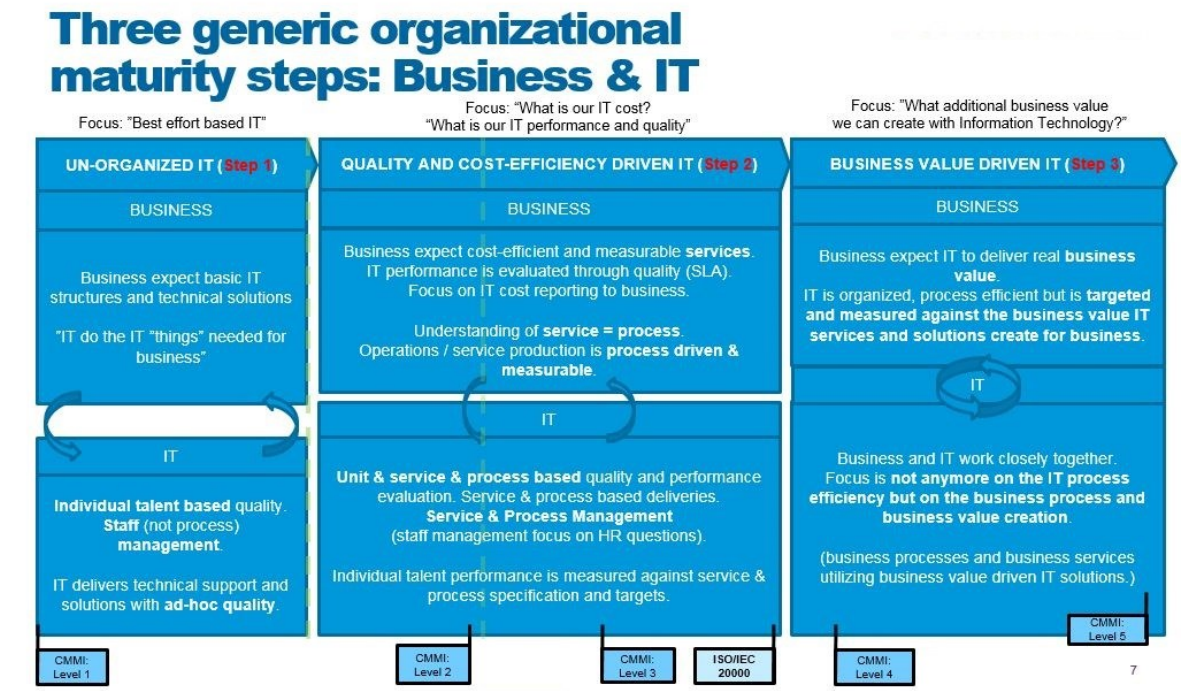 Three generic organizational
maturity steps: Business & IT
Focus: "Best effort based IT"
Focus: "What is our IT cost?
"What is our IT performance and quality"
Focus: "What additional business value
we can create with Information Technology?"
UN-ORGANIZED IT (Step 1)
BUSINESS
Business expect basic IT
structures and technical solutions
"IT do the IT "things" needed for
business"
IT
Individual talent based quality.
Staff (not process)
management.
IT delivers technical support and
solutions with ad-hoc quality.
CMMI:
Level 1
QUALITY AND COST-EFFICIENCY DRIVEN IT (Step 2)
BUSINESS
Business expect cost-efficient and measurable services.
IT performance is evaluated through quality (SLA).
Focus on IT cost reporting to business.
Understanding of service = process.
Operations / service production is process driven &
measurable.
IT
Unit & service & process based quality and performance
evaluation. Service & process based deliveries.
Service & Process Management
(staff management focus on HR questions).
Individual talent performance is measured against service &
process specification and targets.
CMMI:
Level 2
CMMI:
Level 3
ISO/IEC
20000
BUSINESS VALUE DRIVEN IT (Step 3)
BUSINESS
Business expect IT to deliver real business
value.
IT is organized, process efficient but is targeted
and measured against the business value IT
services and solutions create for business.
IT
Business and IT work closely together.
Focus is not anymore on the IT process
efficiency but on the business process and
business value creation.
(business processes and business services
utilizing business value driven IT solutions.)
CMMI:
Level 4
CMMI:
Level 5
7